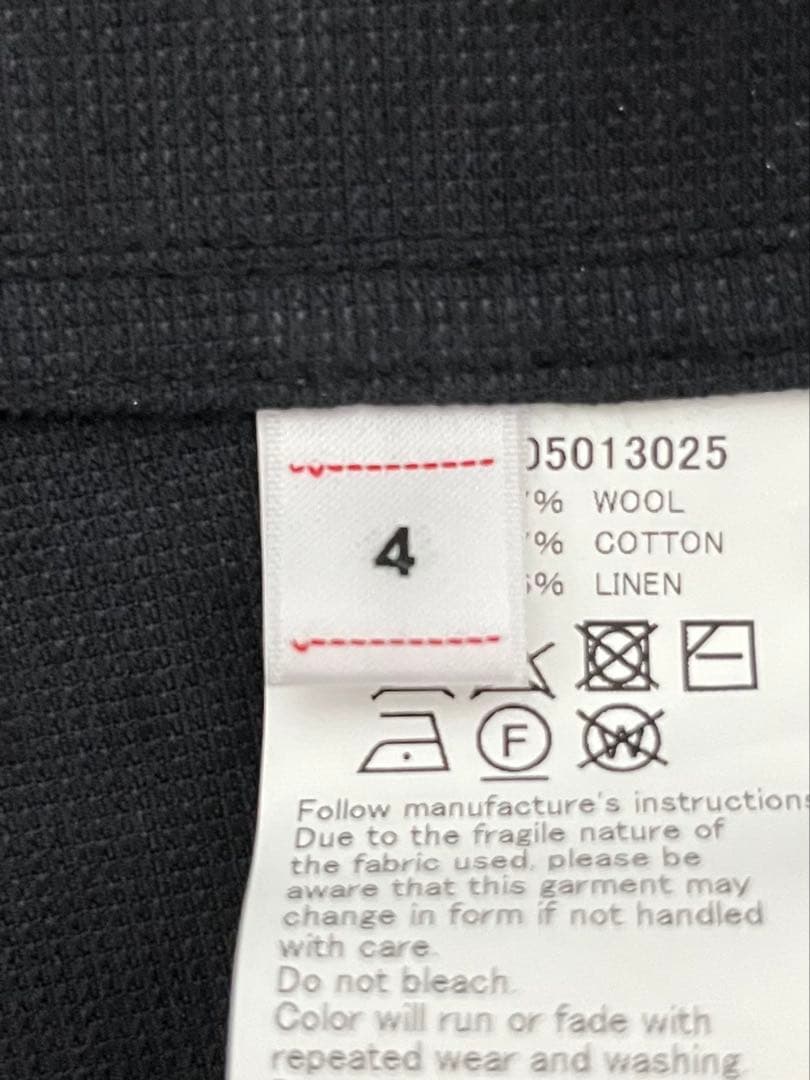 4
5013025
% WOOL
% COTTON
% LINEN
F
W
Follow manufacture's instructions
Due to the fragile nature of
the fabric used, please be
aware that this garment may
change in form if not handled
with care.
Do not bleach.
Color will run or fade with
repeated wear and washing.